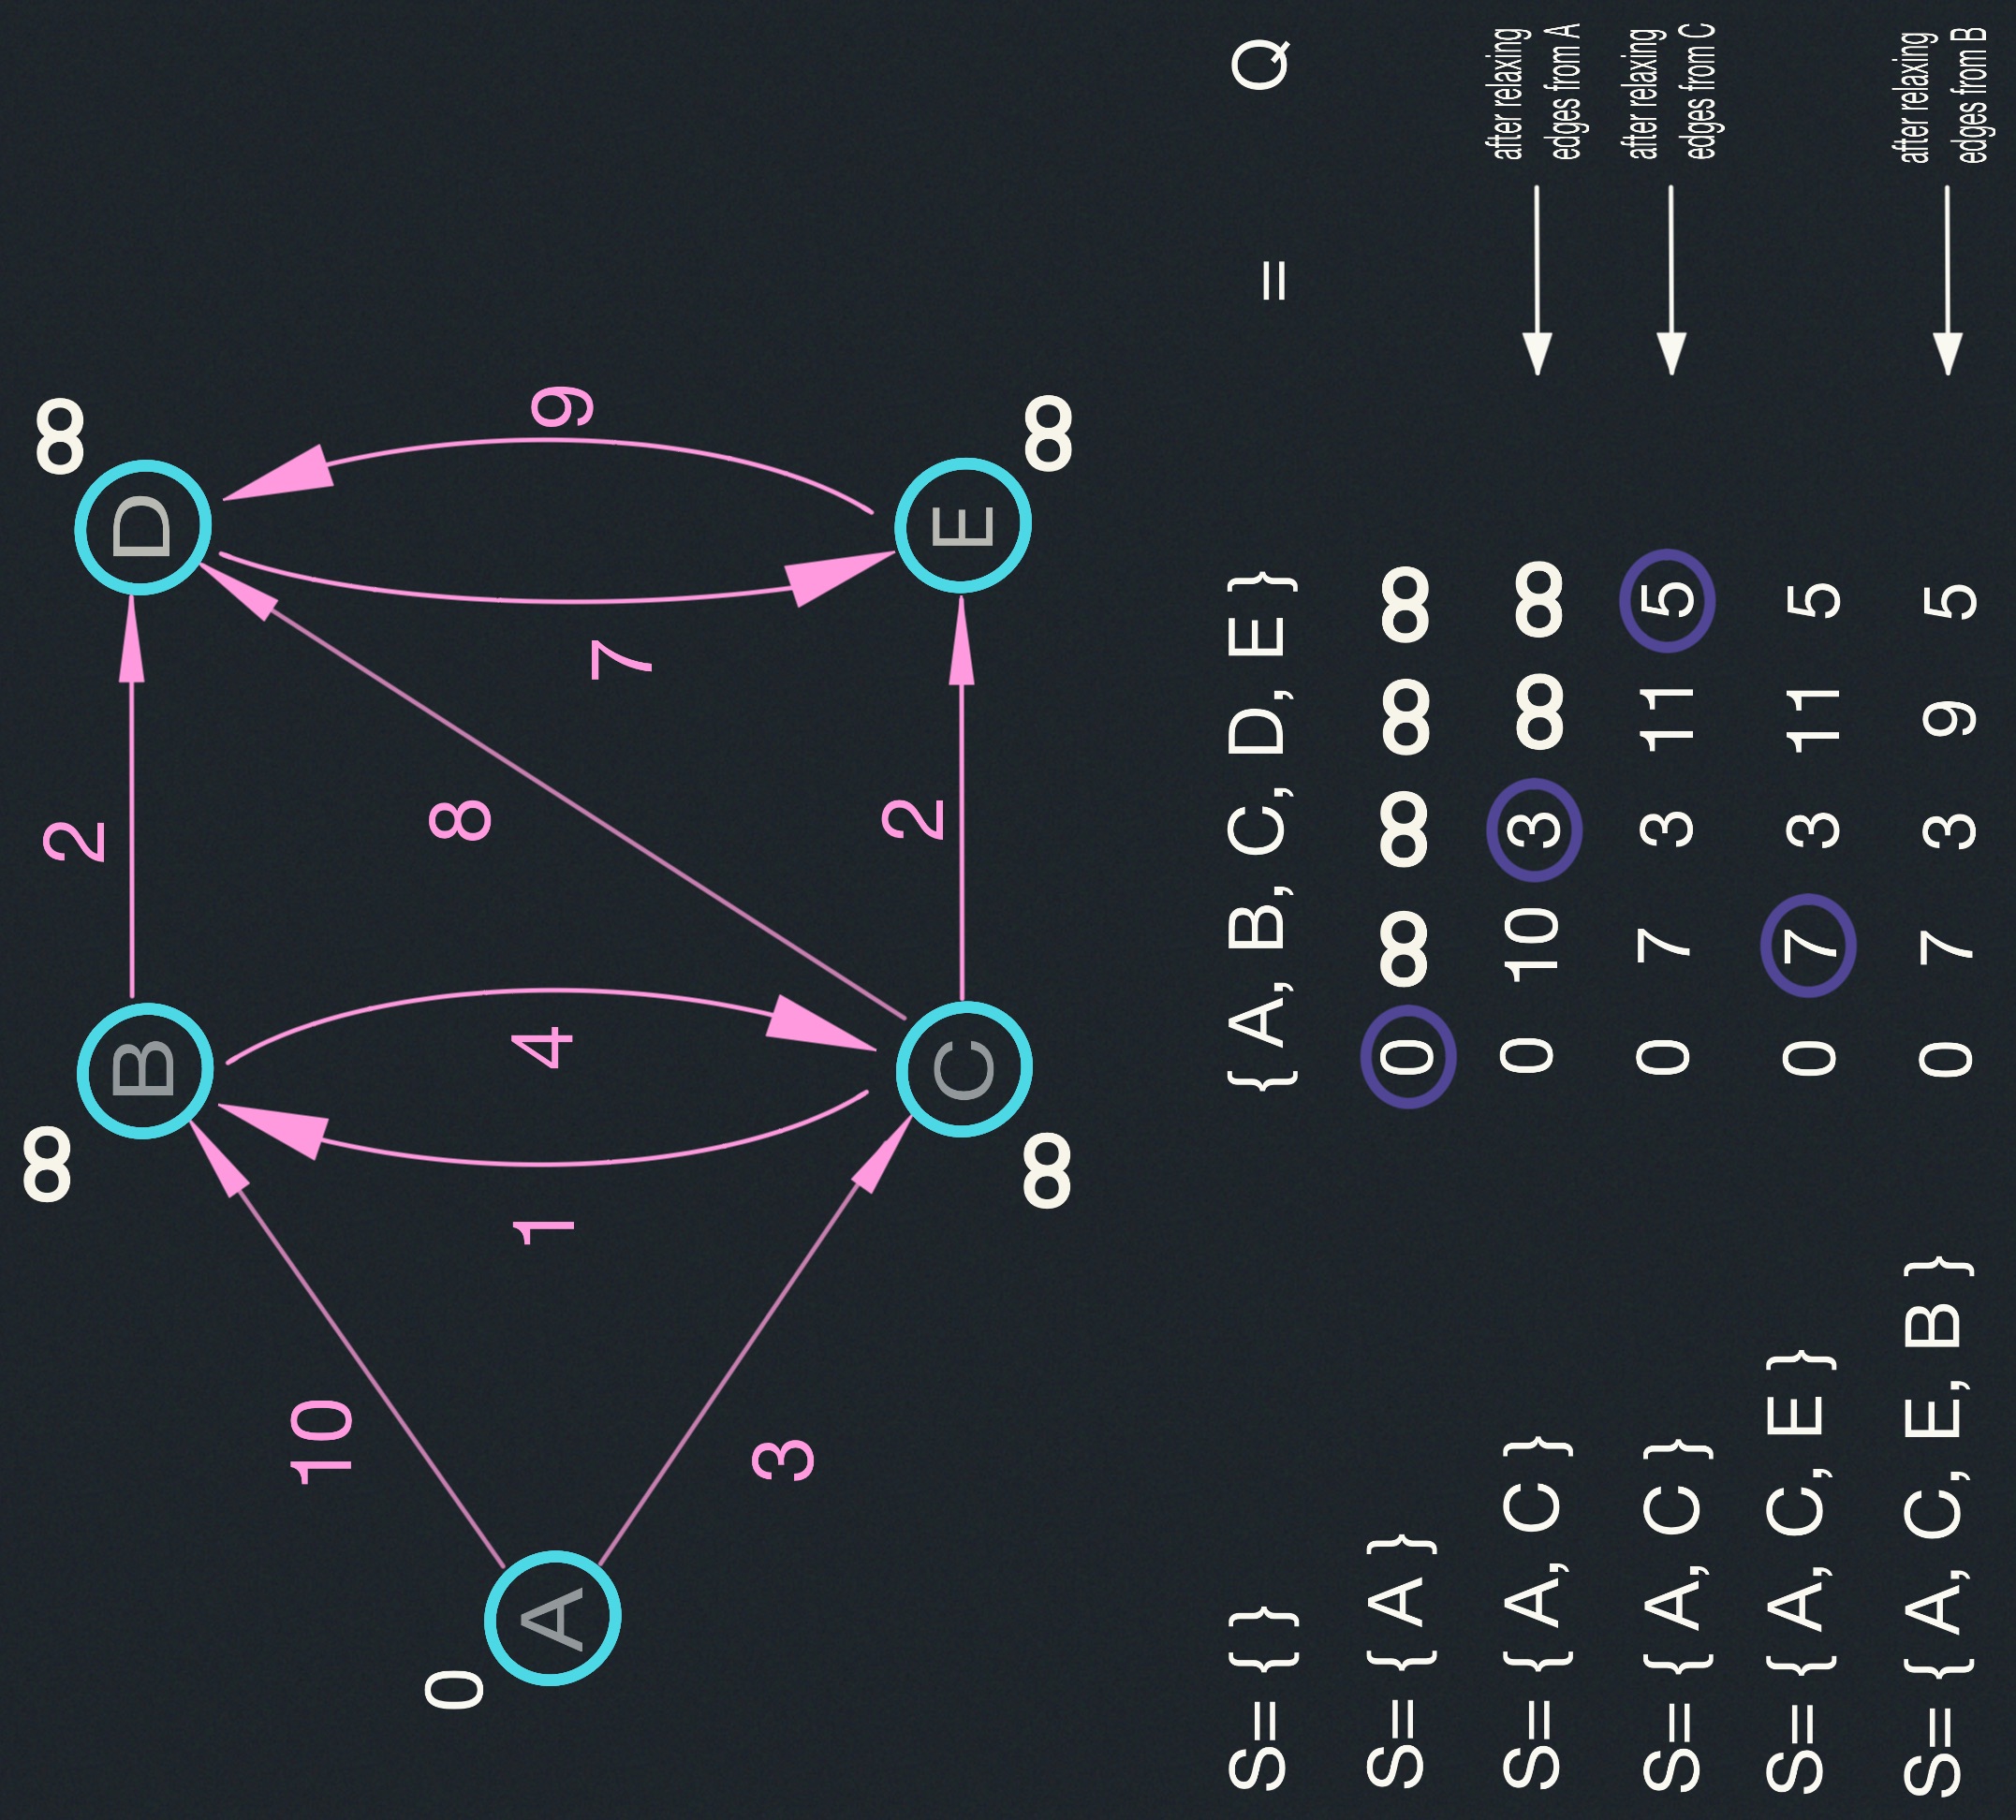 ∞
2
∞
B
D
10
0
8
1
4
9
A
7
3
2
C
E
∞
∞
S= { } { A, B, C, D, E } = Q
S= { A } 0 ∞ ∞ ∞ ∞
S= { A, C } 0 10 3 ∞ ∞ after relaxing
edges from A
S= { A, C } 0 7 3 11 5 after relaxing
edges from C
S= { A, C, E } 0 7 3 11 5
S= { A, C, E, B } 0 7 3 9 5 after relaxing
edges from B